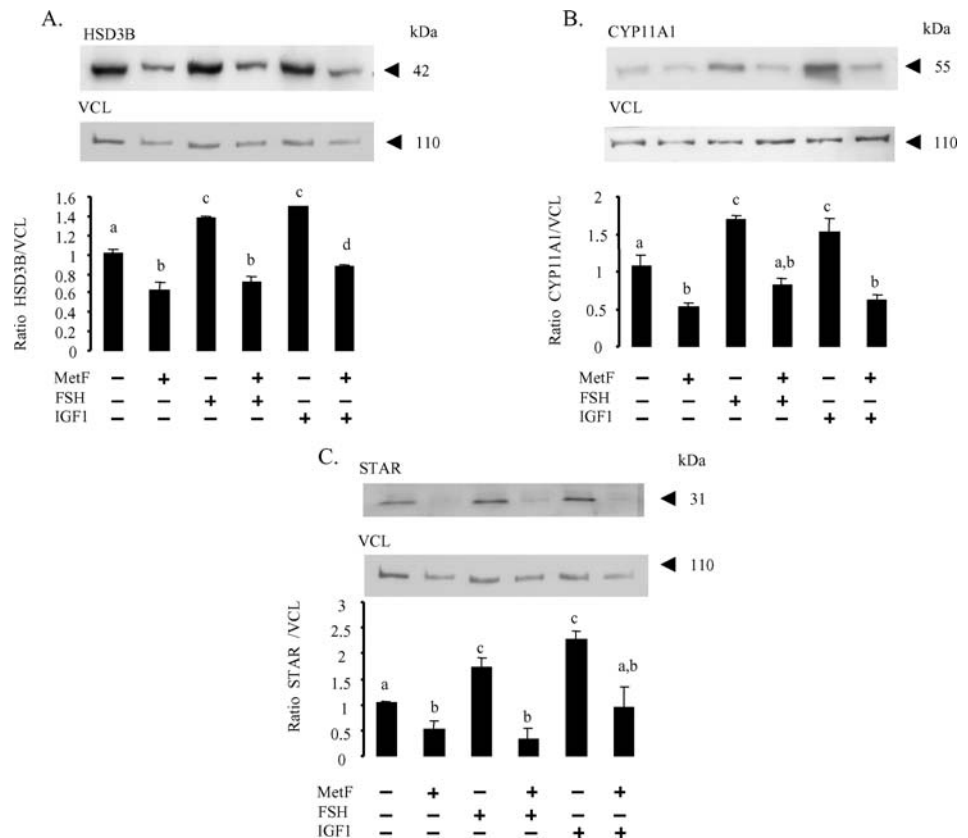 A.
HSD3B kDa
42
VCL
110
Ratio HSD3B/VCL
1.6
1.4
1.2
1
0.8
0.6
0.4
0.2
0
a b c b c d
MetF – + – + – +
FSH – – + + – –
IGF1 – – – – + +
B.
CYP11A1 kDa
55
VCL
110
Ratio CYP11A1/VCL
2
1.5
1
0.5
0
a b c a,b c b
MetF – + – + – +
FSH – – + + – –
IGF1 – – – – + +
C.
STAR kDa
31
VCL
110
Ratio STAR /VCL
3
2.5
2
1.5
1
0.5
0
a b c b c a,b
MetF – + – + – +
FSH – – + + – –
IGF1 – – – – + +